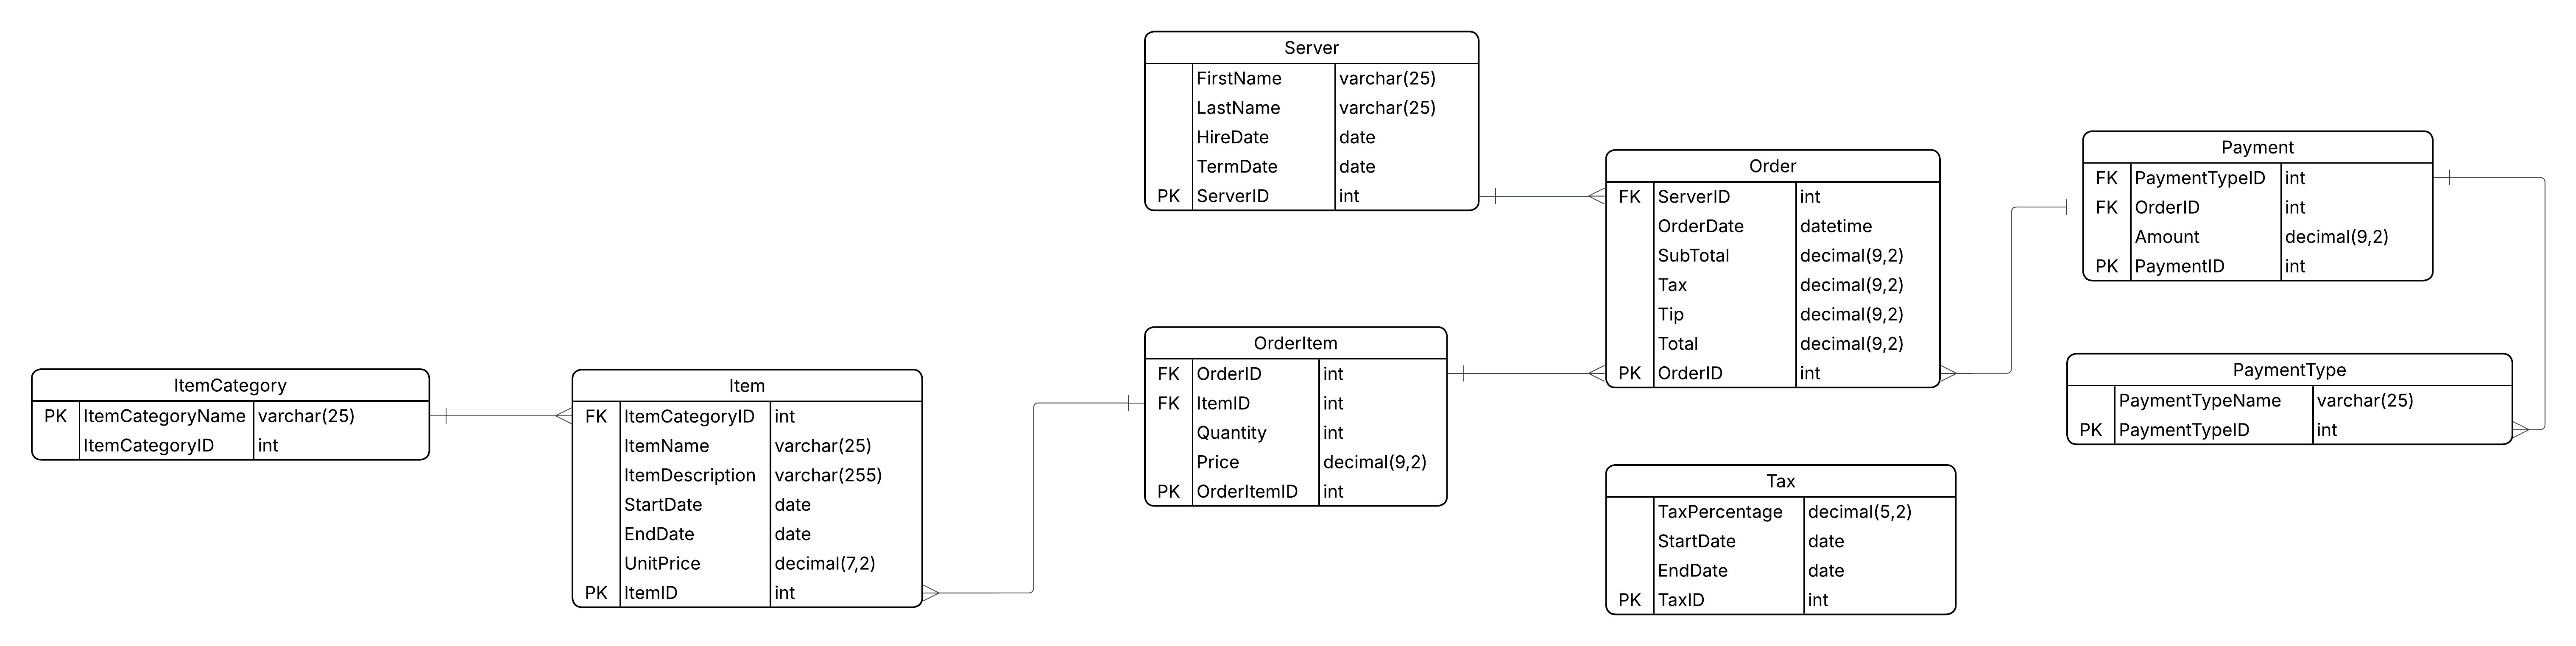 Server
FirstName varchar(25)
LastName varchar(25)
HireDate date
TermDate date
PK ServerID int
Order
FK ServerID int
OrderDate datetime
SubTotal decimal(9,2)
Tax decimal(9,2)
Tip decimal(9,2)
Total decimal(9,2)
PK OrderID int
Payment
FK PaymentTypeID int
FK OrderID int
Amount decimal(9,2)
PK PaymentID int
ItemCategory
PK ItemCategoryName varchar(25)
ItemCategoryID int
Item
FK ItemCategoryID int
ItemName varchar(25)
ItemDescription varchar(255)
StartDate date
EndDate date
UnitPrice decimal(7,2)
PK ItemID int
OrderItem
FK OrderID int
FK ItemID int
Quantity int
Price decimal(9,2)
PK OrderItemID int
PaymentType
PaymentTypeName varchar(25)
PK PaymentTypeID int
Tax
TaxPercentage decimal(5,2)
StartDate date
EndDate date
PK TaxID int